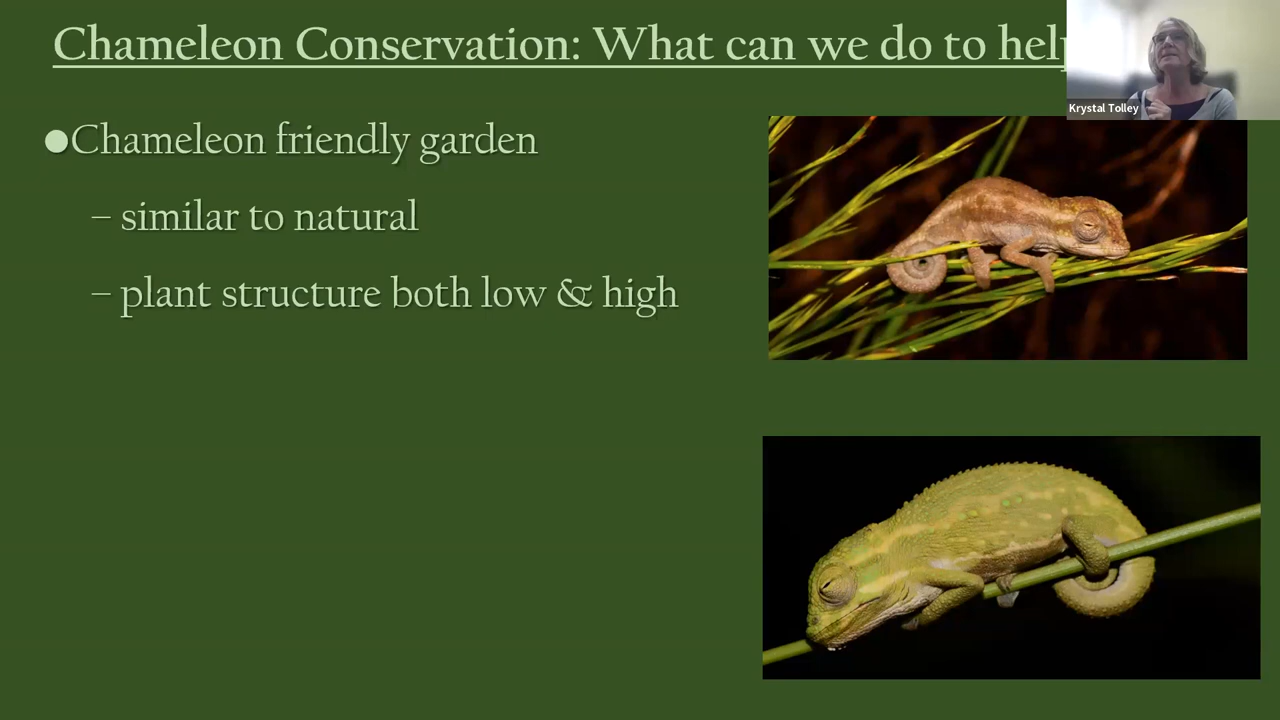 Chameleon Conservation: What can we do to help
Krystal Tolley
●Chameleon friendly garden
– similar to natural
– plant structure both low & high